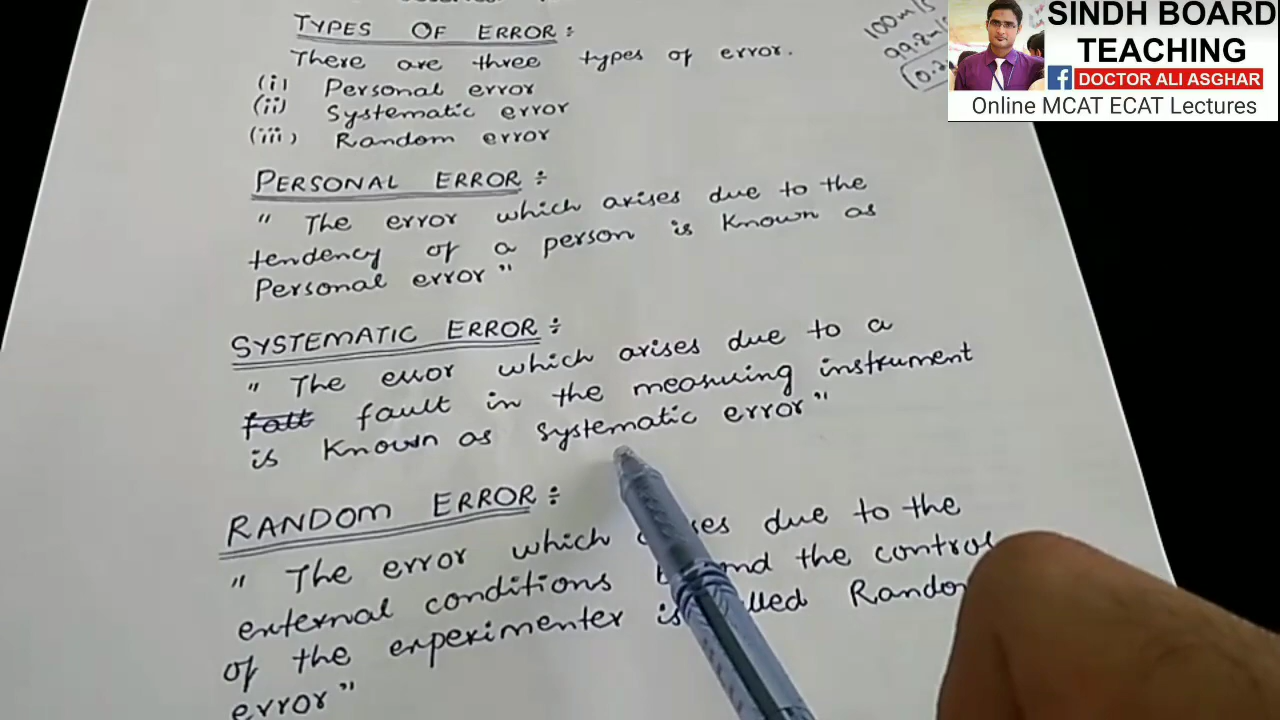 TYPES OF ERROR:
There are three types of error.
(i) Personal error
(ii) Systematic error
(iii) Random error
PERSONAL ERROR:
" The error which arises due to the
tendency of a person is known as
Personal error"
SYSTEMATIC ERROR:
" The error which arises due to a
fatt fault in the measuring instrument
is known as systematic error"
RANDOM ERROR:
" The error which due to the
external conditions the control
of the experimenter is
error"
100m/s
99.8m/s
SINDH BOARD
TEACHING
DOCTOR ALI ASGHAR
Online MCAT ECAT Lectures